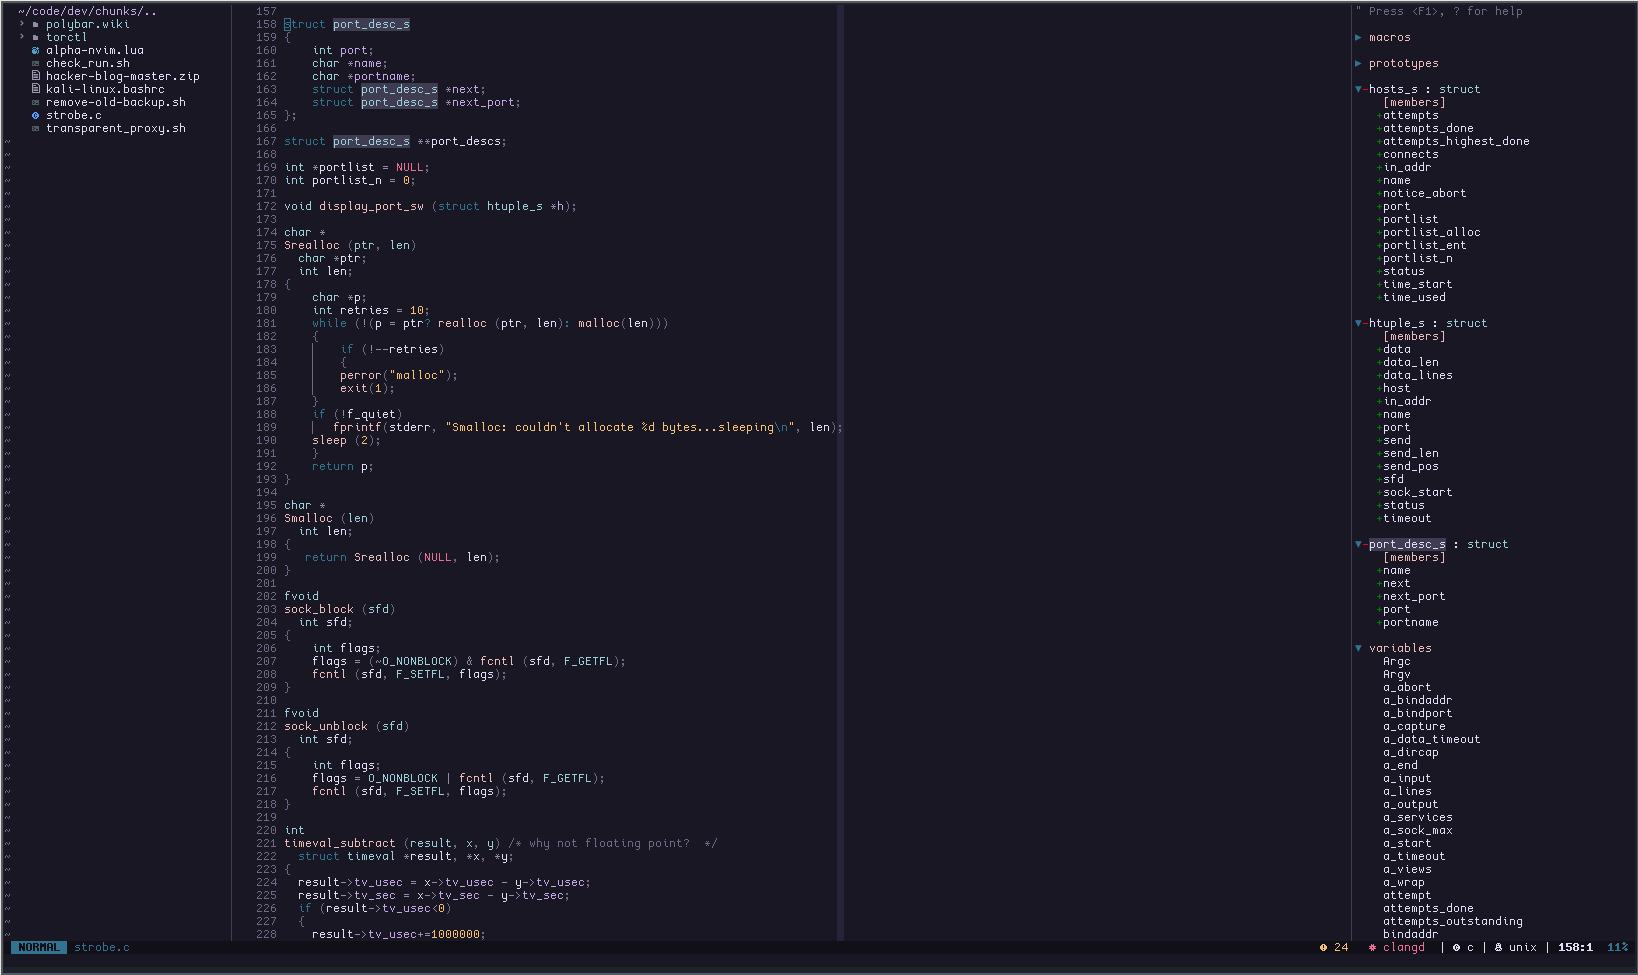 ~/code/dev/chunks/..
› polybar.wiki
› torctl
alpha-nvim.lua
check_run.sh
hacker-blog-master.zip
kali-linux.bashrc
remove-old-backup.sh
strobe.c
transparent_proxy.sh
157
158 struct port_desc_s
159 {
160     int port;
161     char *name;
162     char *portname;
163     struct port_desc_s *next;
164     struct port_desc_s *next_port;
165 };
166
167 struct port_desc_s **port_descs;
168
169 int *portlist = NULL;
170 int portlist_n = 0;
171
172 void display_port_sw (struct htuple_s *h);
173
174 char *
175 Srealloc (ptr, len)
176   char *ptr;
177   int len;
178 {
179     char *p;
180     int retries = 10;
181     while (!(p = ptr? realloc (ptr, len): malloc(len)))
182     {
183         if (!--retries)
184         {
185         perror("malloc");
186         exit(1);
187     }
188     if (!f_quiet)
189        fprintf(stderr, "Smalloc: couldn't allocate %d bytes...sleeping\n", len);
190     sleep (2);
191     }
192     return p;
193 }
194
195 char *
196 Smalloc (len)
197   int len;
198 {
199    return Srealloc (NULL, len);
200 }
201
202 fvoid
203 sock_block (sfd)
204   int sfd;
205 {
206     int flags;
207     flags = (~O_NONBLOCK) & fcntl (sfd, F_GETFL);
208     fcntl (sfd, F_SETFL, flags);
209 }
210
211 fvoid
212 sock_unblock (sfd)
213   int sfd;
214 {
215     int flags;
216     flags = O_NONBLOCK | fcntl (sfd, F_GETFL);
217     fcntl (sfd, F_SETFL, flags);
218 }
219
220 int
221 timeval_subtract (result, x, y) /* why not floating point?  */
222   struct timeval *result, *x, *y;
223 {
224   result->tv_usec = x->tv_usec - y->tv_usec;
225   result->tv_sec = x->tv_sec - y->tv_sec;
226   if (result->tv_usec<0)
227   {
228     result->tv_usec+=1000000;
" Press <F1>, ? for help
▶ macros
▶ prototypes
▼-hosts_s : struct
[members]
+attempts
+attempts_done
+attempts_highest_done
+connects
+in_addr
+name
+notice_abort
+port
+portlist
+portlist_alloc
+portlist_ent
+portlist_n
+status
+time_start
+time_used
▼-htuple_s : struct
[members]
+data
+data_len
+data_lines
+host
+in_addr
+name
+port
+send
+send_len
+send_pos
+sfd
+sock_start
+status
+timeout
▼-port_desc_s : struct
[members]
+name
+next
+next_port
+port
+portname
▼ variables
Argc
Argv
a_abort
a_bindaddr
a_bindport
a_capture
a_data_timeout
a_dircap
a_end
a_input
a_lines
a_output
a_services
a_sock_max
a_start
a_timeout
a_views
a_wrap
attempt
attempts_done
attempts_outstanding
bindaddr
NORMAL strobe.c 24 clangd | c | unix | 158:1 11%